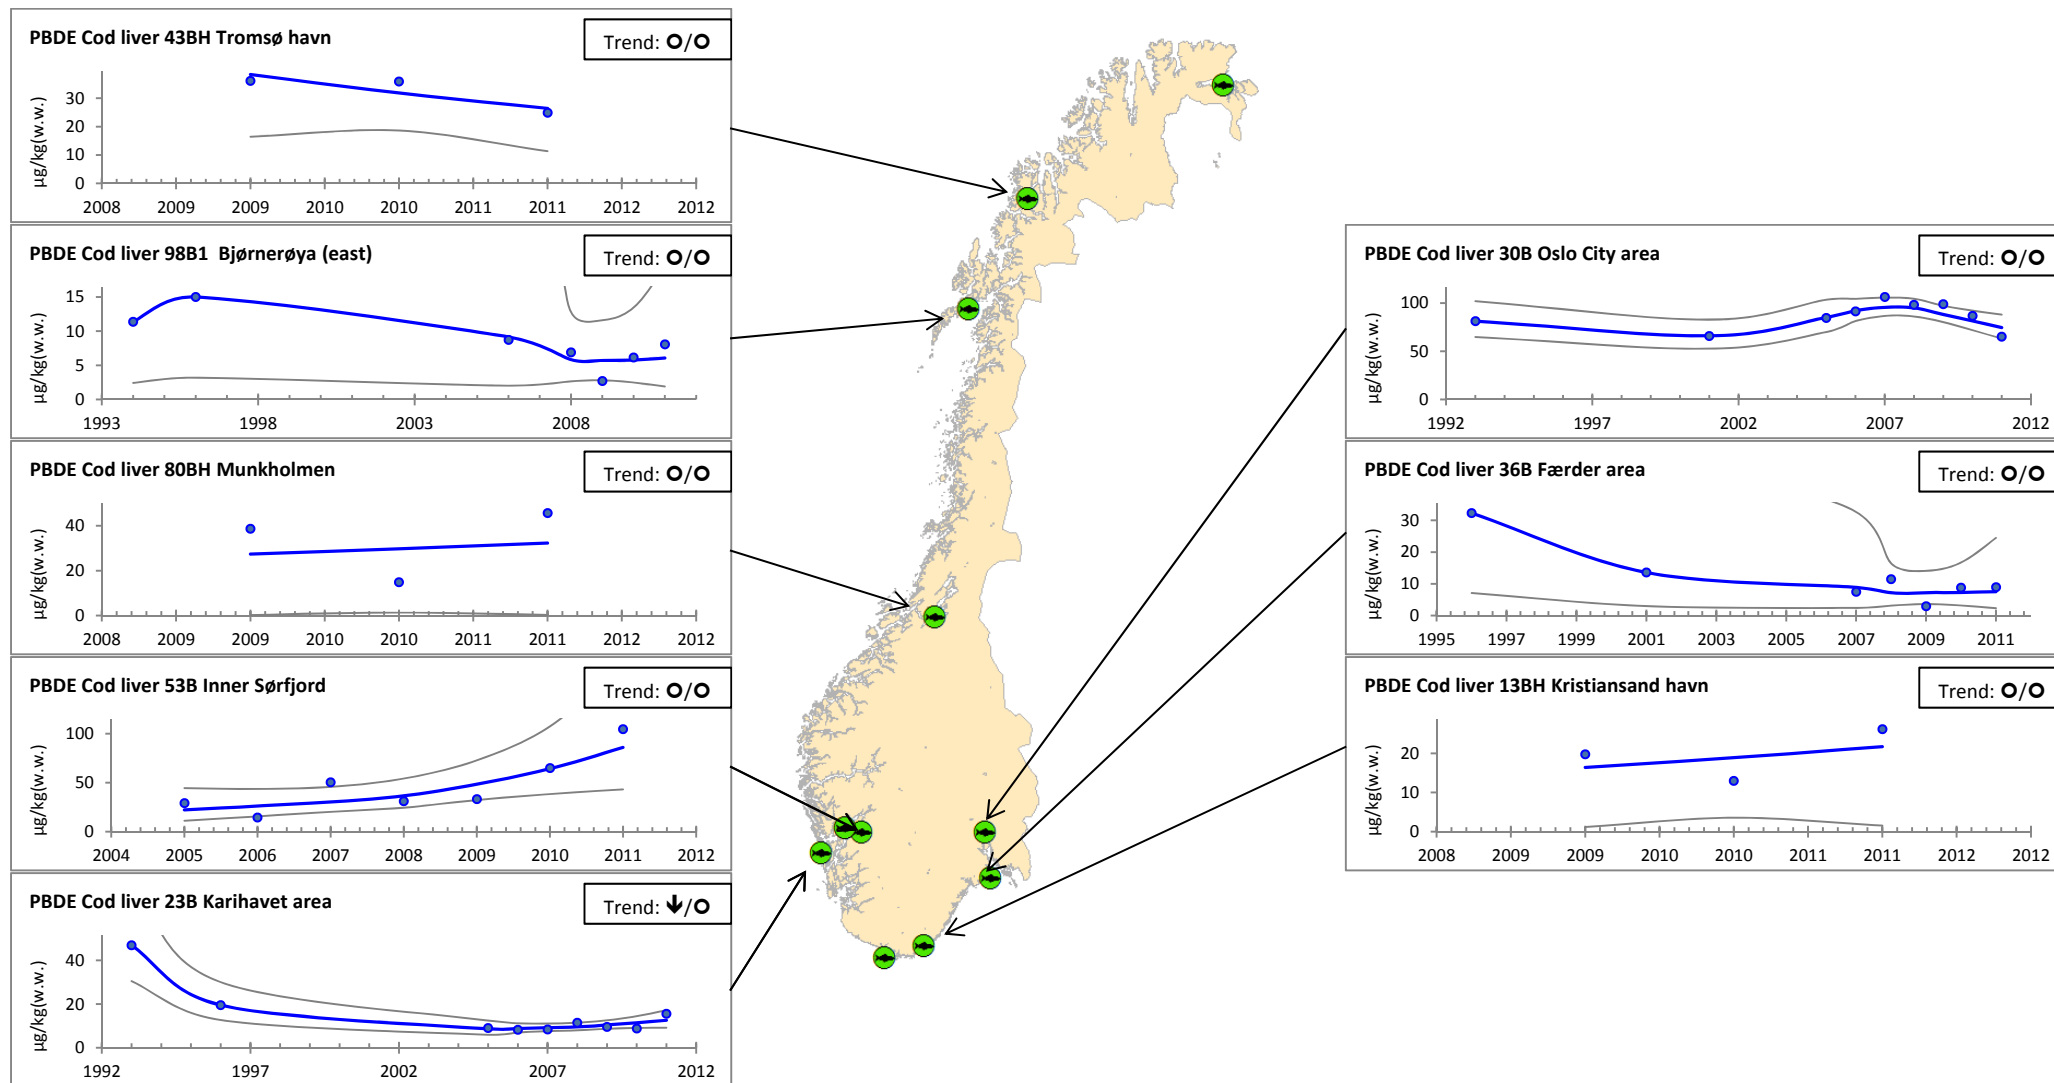 PBDE Cod liver 43BH Tromsø havn
Trend: O/O
µg/kg(w.w.)
30
20
10
0
2008 2009 2009 2010 2010 2011 2011 2012 2012
PBDE Cod liver 98B1 Bjørnerøya (east)
Trend: O/O
µg/kg(w.w.)
15
10
5
0
1993 1998 2003 2008
PBDE Cod liver 80BH Munkholmen
Trend: O/O
µg/kg(w.w.)
40
20
0
2008 2009 2009 2010 2010 2011 2011 2012 2012
PBDE Cod liver 53B Inner Sørfjord
Trend: O/O
µg/kg(w.w.)
100
50
0
2004 2005 2006 2007 2008 2009 2010 2011 2012
PBDE Cod liver 23B Karihavet area
Trend: ↓/O
µg/kg(w.w.)
40
20
0
1992 1997 2002 2007 2012
PBDE Cod liver 30B Oslo City area
Trend: O/O
µg/kg(w.w.)
100
50
0
1992 1997 2002 2007 2012
PBDE Cod liver 36B Færder area
Trend: O/O
µg/kg(w.w.)
30
20
10
0
1995 1997 1999 2001 2003 2005 2007 2009 2011
PBDE Cod liver 13BH Kristiansand havn
Trend: O/O
µg/kg(w.w.)
20
10
0
2008 2009 2009 2010 2010 2011 2011 2012 2012